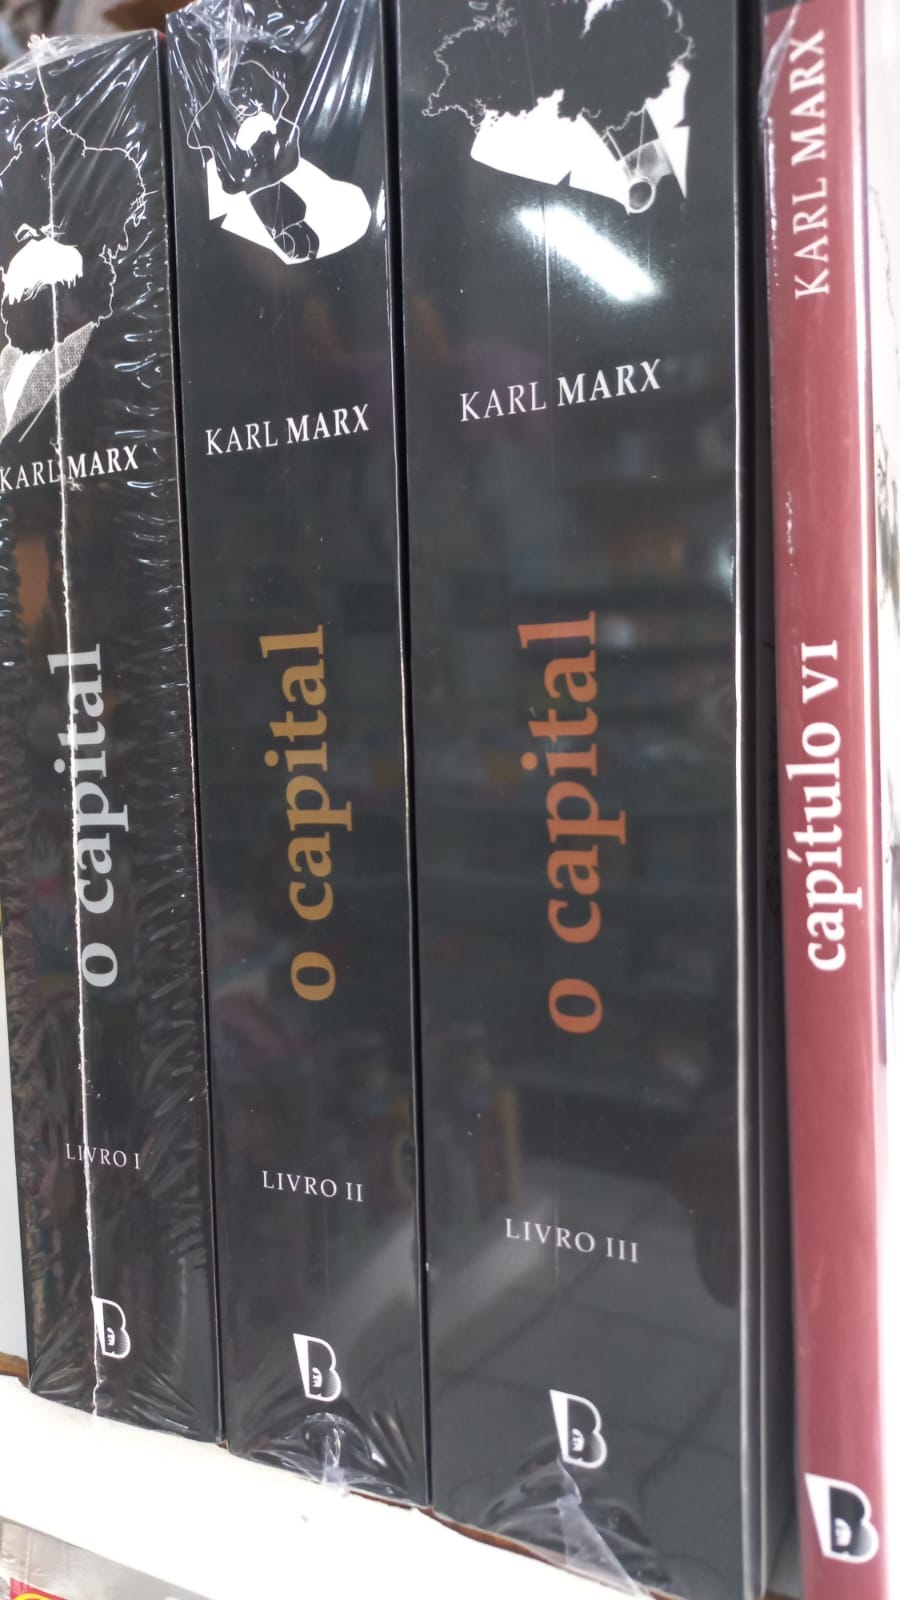 KARL MARX
o capital
LIVRO I
B
KARL MARX
o capital
LIVRO II
B
KARL MARX
o capital
LIVRO III
B
KARL MARX
capítulo VI
B